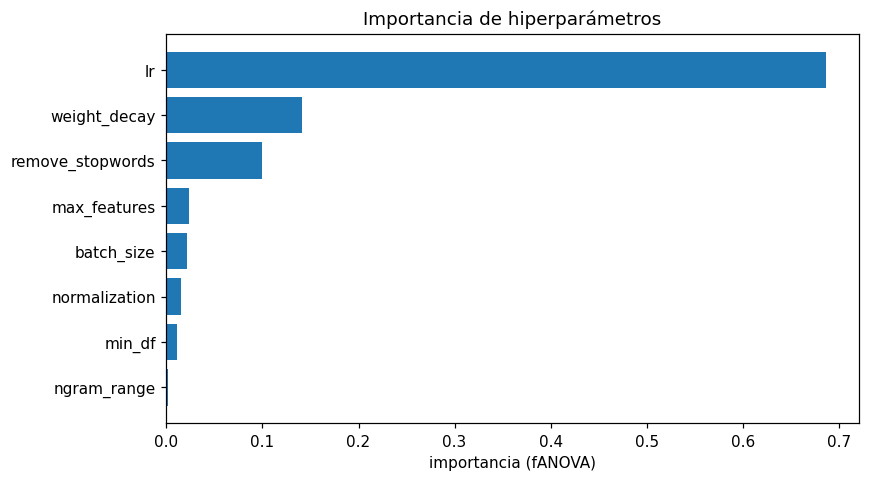 Importancia de hiperparámetros
lr
weight_decay
remove_stopwords
max_features
batch_size
normalization
min_df
ngram_range
0.0 0.1 0.2 0.3 0.4 0.5 0.6 0.7
importancia (fANOVA)